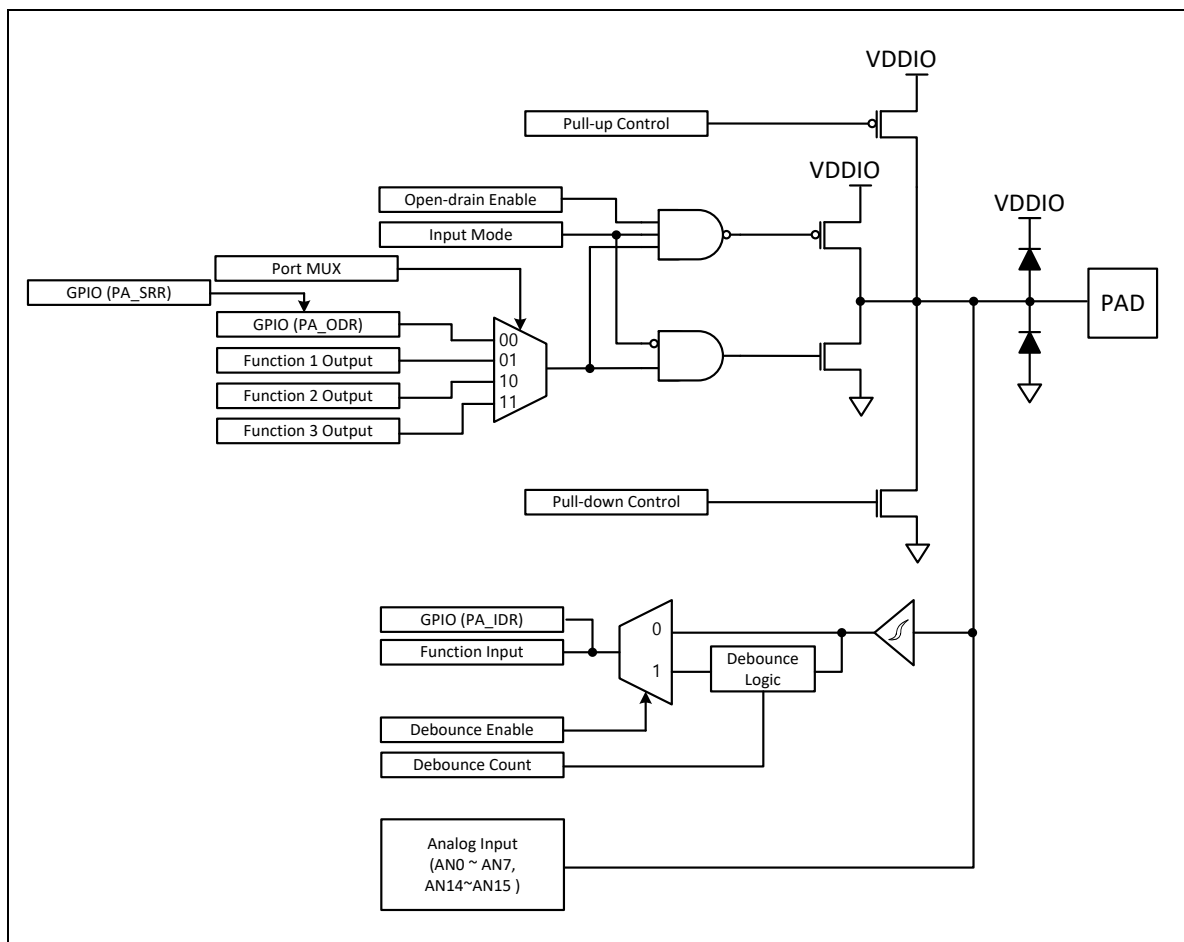 VDDIO
Pull-up Control
VDDIO
Open-drain Enable
Input Mode
VDDIO
Port MUX
GPIO (PA_SRR)
PAD
GPIO (PA_ODR)
00
Function 1 Output
01
Function 2 Output
10
Function 3 Output
11
Pull-down Control
GPIO (PA_IDR)
Function Input
0
1
Debounce
Logic
Debounce Enable
Debounce Count
Analog Input
(AN0 ~ AN7,
AN14~AN15 )